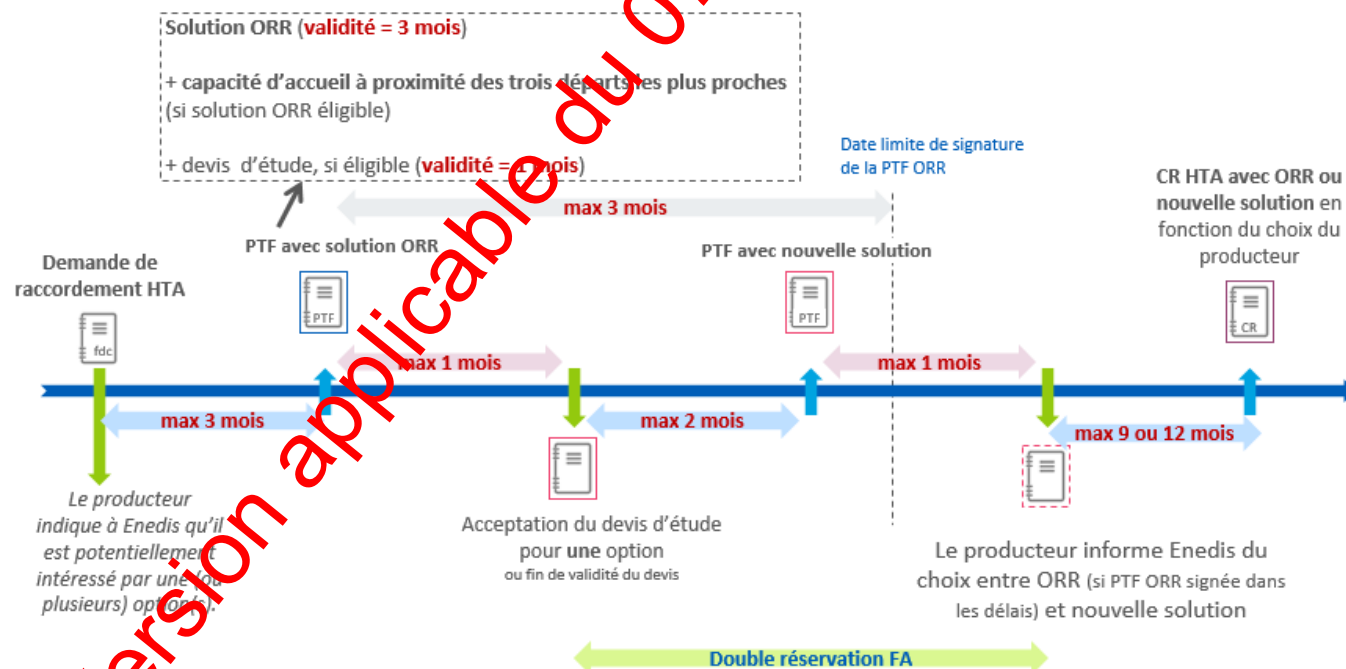 Solution ORR (validité = 3 mois)
+ capacité d'accueil à proximité des trois départs les plus proches
(si solution ORR éligible)
+ devis d'étude, si éligible (validité = 1 mois)
Date limite de signature
de la PTF ORR
max 3 mois
CR HTA avec ORR ou
nouvelle solution en
fonction du choix du
producteur
PTF avec solution ORR
PTF avec nouvelle solution
Demande de
raccordement HTA
fdc
PTF
PTF
CR
max 1 mois
max 1 mois
max 3 mois
max 2 mois
max 9 ou 12 mois
Le producteur
indique à Enedis qu'il
est potentiellement
intéressé par une (ou
plusieurs) option(s).
Acceptation du devis d'étude
pour une option
ou fin de validité du devis
Le producteur informe Enedis du
choix entre ORR (si PTF ORR signée dans
les délais) et nouvelle solution
Double réservation FA
version applicable du